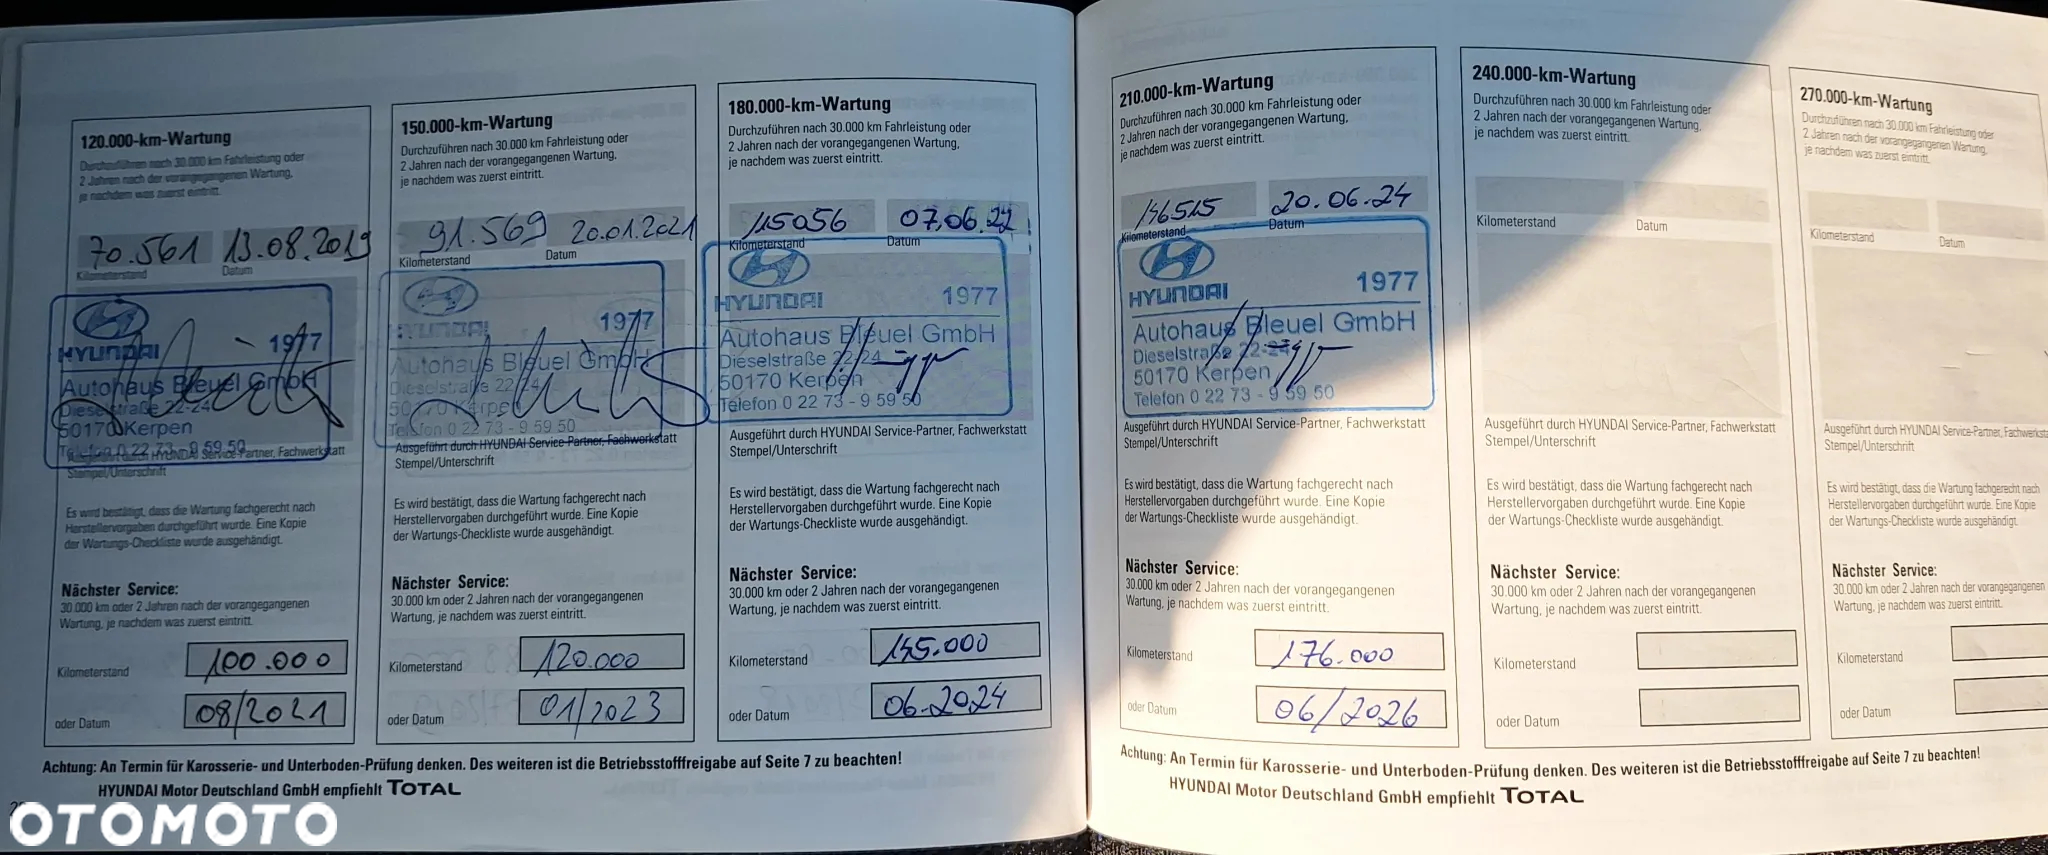 120.000-km-Wartung
Durchzuführen nach 30.000 km Fahrleistung oder
2 Jahren nach der vorangegangenen Wartung,
je nachdem was zuerst eintritt.
70.561 13.08.2019
Kilometerstand Datum
HYUNDAI 1977
Autohaus Bleuel GmbH
Dieselstraße 22-24
50170 Kerpen
Telefon 0 22 73 - 9 59 50
Ausgeführt durch HYUNDAI Service-Partner, Fachwerkstatt
Stempel/Unterschrift
Es wird bestätigt, dass die Wartung fachgerecht nach
Herstellervorgaben durchgeführt wurde. Eine Kopie
der Wartungs-Checkliste wurde ausgehändigt.
Nächster Service:
30.000 km oder 2 Jahren nach der vorangegangenen
Wartung, je nachdem was zuerst eintritt.
Kilometerstand 100.000
oder Datum 08/2021
150.000-km-Wartung
Durchzuführen nach 30.000 km Fahrleistung oder
2 Jahren nach der vorangegangenen Wartung,
je nachdem was zuerst eintritt.
91.569 20.01.2021
Kilometerstand Datum
HYUNDAI 1977
Autohaus Bleuel GmbH
Dieselstraße 22-24
50170 Kerpen
Telefon 0 22 73 - 9 59 50
Ausgeführt durch HYUNDAI Service-Partner, Fachwerkstatt
Stempel/Unterschrift
Es wird bestätigt, dass die Wartung fachgerecht nach
Herstellervorgaben durchgeführt wurde. Eine Kopie
der Wartungs-Checkliste wurde ausgehändigt.
Nächster Service:
30.000 km oder 2 Jahren nach der vorangegangenen
Wartung, je nachdem was zuerst eintritt.
Kilometerstand 120.000
oder Datum 01/2023
180.000-km-Wartung
Durchzuführen nach 30.000 km Fahrleistung oder
2 Jahren nach der vorangegangenen Wartung,
je nachdem was zuerst eintritt.
115056 07.06.22
Kilometerstand Datum
HYUNDAI 1977
Autohaus Bleuel GmbH
Dieselstraße 22-24
50170 Kerpen
Telefon 0 22 73 - 9 59 50
Ausgeführt durch HYUNDAI Service-Partner, Fachwerkstatt
Stempel/Unterschrift
Es wird bestätigt, dass die Wartung fachgerecht nach
Herstellervorgaben durchgeführt wurde. Eine Kopie
der Wartungs-Checkliste wurde ausgehändigt.
Nächster Service:
30.000 km oder 2 Jahren nach der vorangegangenen
Wartung, je nachdem was zuerst eintritt.
Kilometerstand 145.000
oder Datum 06.2024
Achtung: An Termin für Karosserie- und Unterboden-Prüfung denken. Des weiteren ist die Betriebsstofffreigabe auf Seite 7 zu beachten!
HYUNDAI Motor Deutschland GmbH empfiehlt TOTAL
210.000-km-Wartung
Durchzuführen nach 30.000 km Fahrleistung oder
2 Jahren nach der vorangegangenen Wartung,
je nachdem was zuerst eintritt.
146515 20.06.24
Kilometerstand Datum
HYUNDAI 1977
Autohaus Bleuel GmbH
Dieselstraße 22-24
50170 Kerpen
Telefon 0 22 73 - 9 59 50
Ausgeführt durch HYUNDAI Service-Partner, Fachwerkstatt
Stempel/Unterschrift
Es wird bestätigt, dass die Wartung fachgerecht nach
Herstellervorgaben durchgeführt wurde. Eine Kopie
der Wartungs-Checkliste wurde ausgehändigt.
Nächster Service:
30.000 km oder 2 Jahren nach der vorangegangenen
Wartung, je nachdem was zuerst eintritt.
Kilometerstand 176.000
oder Datum 06/2026
240.000-km-Wartung
Durchzuführen nach 30.000 km Fahrleistung oder
2 Jahren nach der vorangegangenen Wartung,
je nachdem was zuerst eintritt.
Kilometerstand Datum
Ausgeführt durch HYUNDAI Service-Partner, Fachwerkstatt
Stempel/Unterschrift
Es wird bestätigt, dass die Wartung fachgerecht nach
Herstellervorgaben durchgeführt wurde. Eine Kopie
der Wartungs-Checkliste wurde ausgehändigt.
Nächster Service:
30.000 km oder 2 Jahren nach der vorangegangenen
Wartung, je nachdem was zuerst eintritt.
Kilometerstand
oder Datum
270.000-km-Wartung
Durchzuführen nach 30.000 km Fahrleistung oder
2 Jahren nach der vorangegangenen Wartung,
je nachdem was zuerst eintritt.
Kilometerstand Datum
Ausgeführt durch HYUNDAI Service-Partner,
Stempel/Unterschrift
Es wird bestätigt, dass die Wartung fachgerecht nach
Herstellervorgaben durchgeführt wurde. Eine Kopie
der Wartungs-Checkliste wurde ausgehändigt.
Nächster Service:
30.000 km oder 2 Jahren nach der vorangegangenen
Wartung, je nachdem was zuerst eintritt.
Kilometerstand
oder Datum
Achtung: An Termin für Karosserie- und Unterboden-Prüfung denken. Des weiteren ist die Betriebsstofffreigabe auf Seite 7 zu beachten!
HYUNDAI Motor Deutschland GmbH empfiehlt TOTAL
OTOMOTO